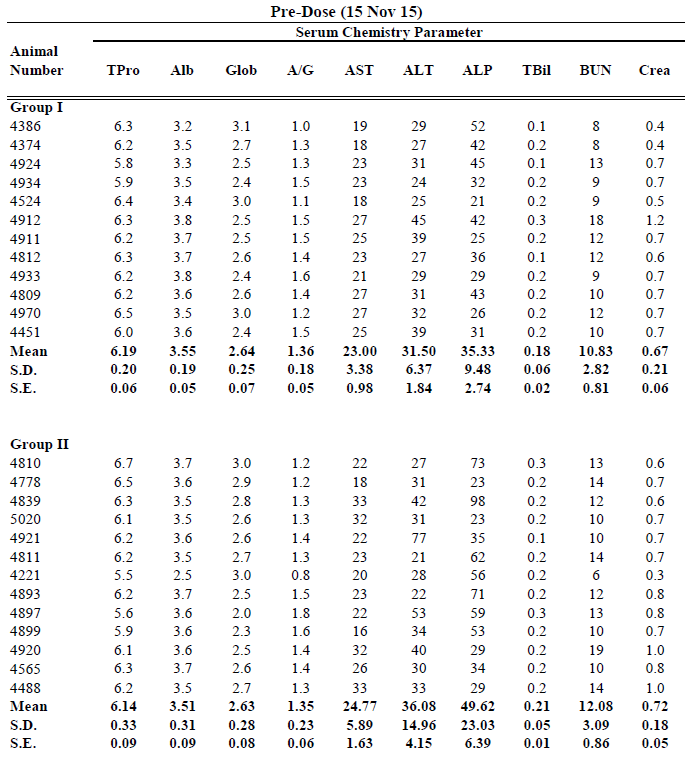 Pre-Dose (15 Nov 15)
Serum Chemistry Parameter
Animal
Number TPro Alb Glob A/G AST ALT ALP TBil BUN Crea
Group I
4386 6.3 3.2 3.1 1.0 19 29 52 0.1 8 0.4
4374 6.2 3.5 2.7 1.3 18 27 42 0.2 8 0.4
4924 5.8 3.3 2.5 1.3 23 31 45 0.1 13 0.7
4934 5.9 3.5 2.4 1.5 23 24 32 0.2 9 0.7
4524 6.4 3.4 3.0 1.1 18 25 21 0.2 9 0.5
4912 6.3 3.8 2.5 1.5 27 45 42 0.3 18 1.2
4911 6.2 3.7 2.5 1.5 25 39 25 0.2 12 0.7
4812 6.3 3.7 2.6 1.4 23 27 36 0.1 12 0.6
4933 6.2 3.8 2.4 1.6 21 29 29 0.2 9 0.7
4809 6.2 3.6 2.6 1.4 27 31 43 0.2 10 0.7
4970 6.5 3.5 3.0 1.2 27 32 26 0.2 12 0.7
4451 6.0 3.6 2.4 1.5 25 39 31 0.2 10 0.7
Mean 6.19 3.55 2.64 1.36 23.00 31.50 35.33 0.18 10.83 0.67
S.D. 0.20 0.19 0.25 0.18 3.38 6.37 9.48 0.06 2.82 0.21
S.E. 0.06 0.05 0.07 0.05 0.98 1.84 2.74 0.02 0.81 0.06
Group II
4810 6.7 3.7 3.0 1.2 22 27 73 0.3 13 0.6
4778 6.5 3.6 2.9 1.2 18 31 23 0.2 14 0.7
4839 6.3 3.5 2.8 1.3 33 42 98 0.2 12 0.6
5020 6.1 3.5 2.6 1.3 32 31 23 0.2 10 0.7
4921 6.2 3.6 2.6 1.4 22 77 35 0.1 10 0.7
4811 6.2 3.5 2.7 1.3 23 21 62 0.2 14 0.7
4221 5.5 2.5 3.0 0.8 20 28 56 0.2 6 0.3
4893 6.2 3.7 2.5 1.5 23 22 71 0.2 12 0.8
4897 5.6 3.6 2.0 1.8 22 53 59 0.3 13 0.8
4899 5.9 3.6 2.3 1.6 16 34 53 0.2 10 0.7
4920 6.1 3.6 2.5 1.4 32 40 29 0.2 19 1.0
4565 6.3 3.7 2.6 1.4 26 30 34 0.2 10 0.8
4488 6.2 3.5 2.7 1.3 33 33 29 0.2 14 1.0
Mean 6.14 3.51 2.63 1.35 24.77 36.08 49.62 0.21 12.08 0.72
S.D. 0.33 0.31 0.28 0.23 5.89 14.96 23.03 0.05 3.09 0.18
S.E. 0.09 0.09 0.08 0.06 1.63 4.15 6.39 0.01 0.86 0.05